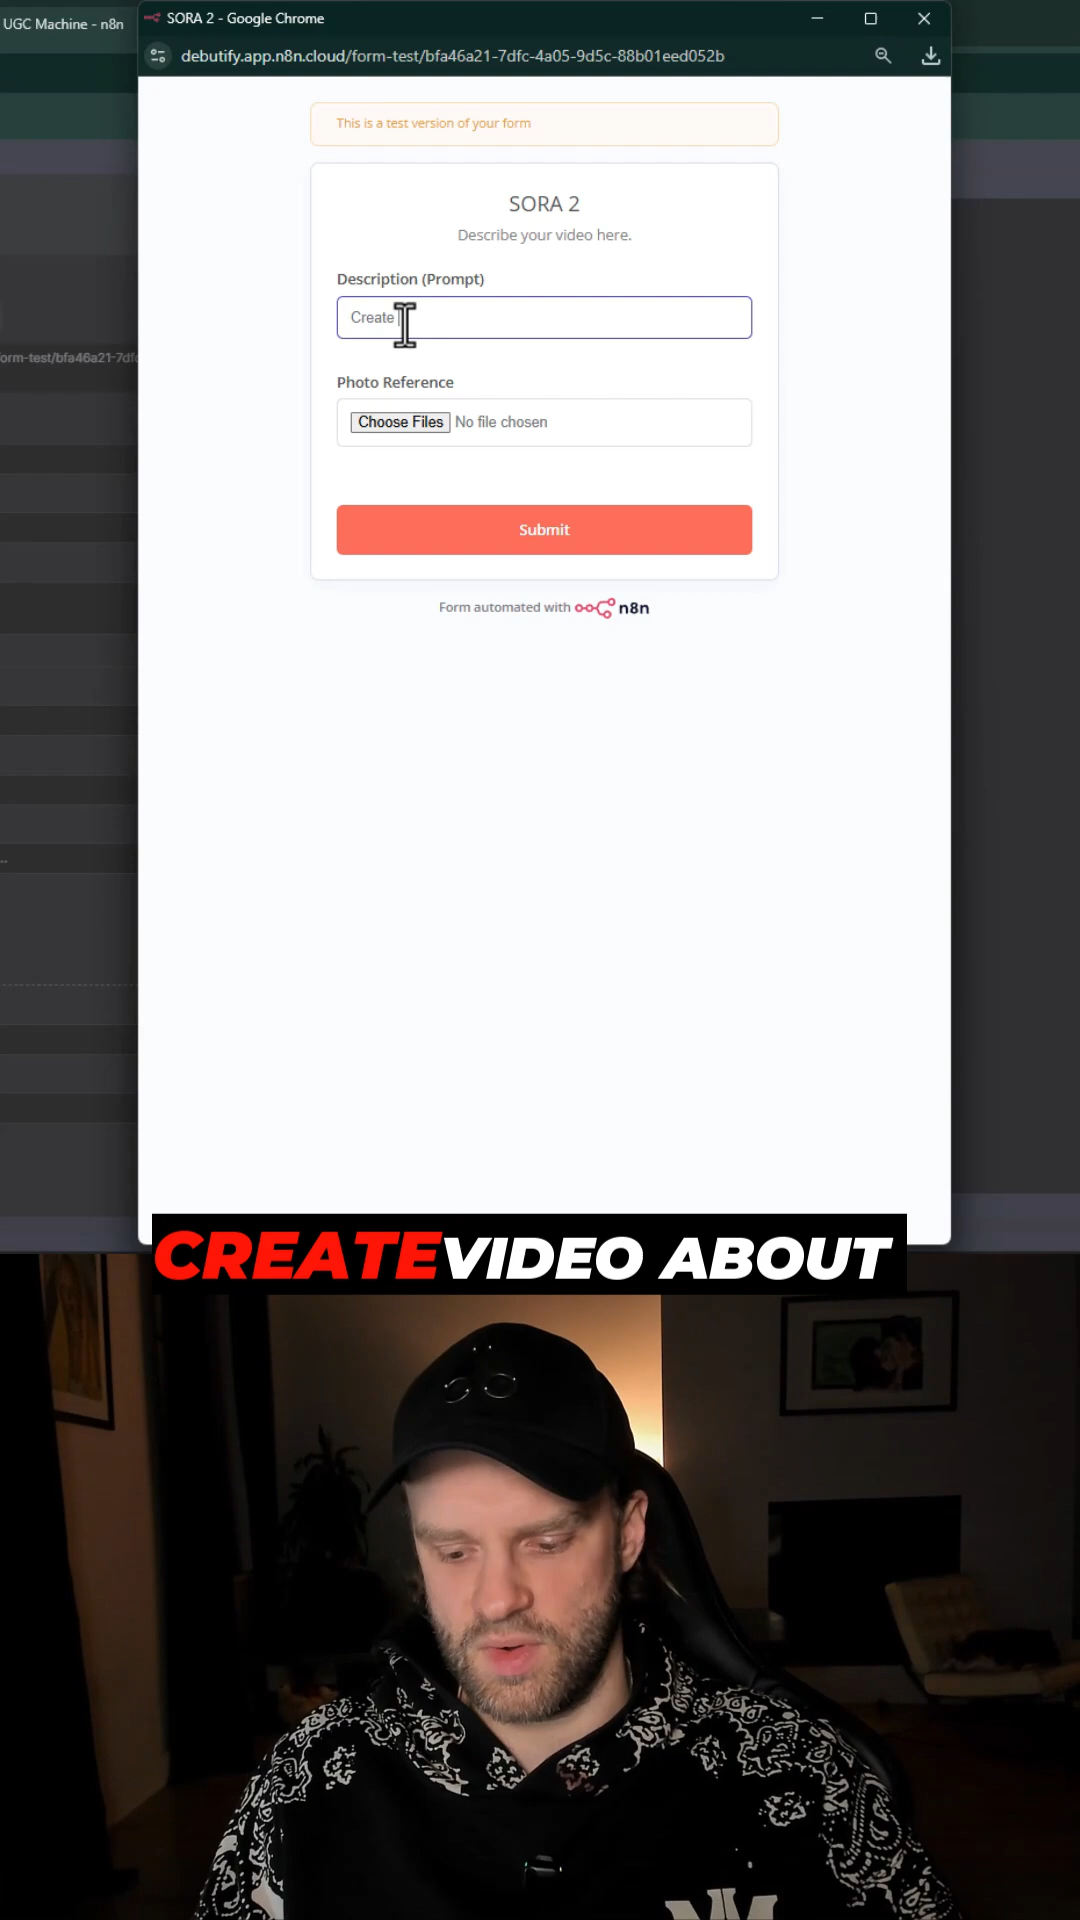 UGC Machine - n8n
SORA 2 - Google Chrome
debutify.app.n8n.cloud/form-test/bfa46a21-7dfc-4a05-9d5c-88b01eed052b
This is a test version of your form
SORA 2
Describe your video here.
Description (Prompt)
Create
orm-test/bfa46a21-7dfc
Photo Reference
Choose Files No file chosen
Submit
Form automated with n8n
CREATE VIDEO ABOUT